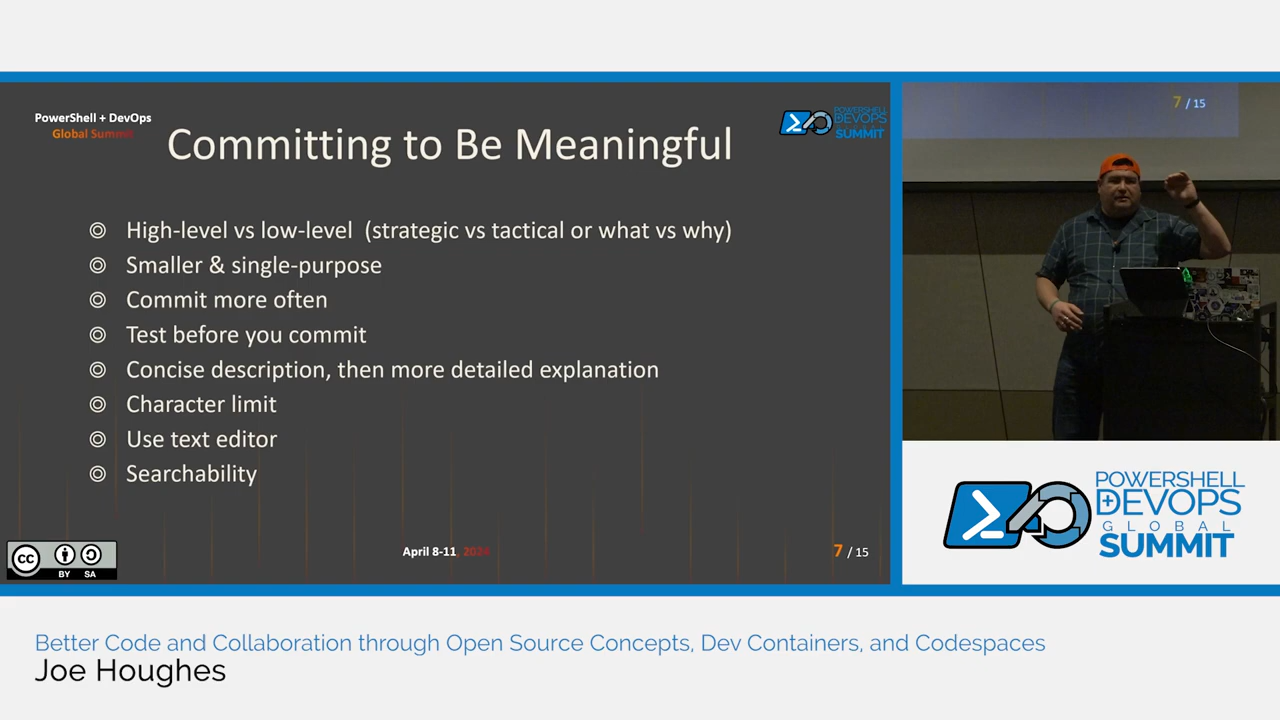 PowerShell + DevOps
Global Summit
Committing to Be Meaningful
POWERSHELL
DEVOPS
GLOBAL
SUMMIT
High-level vs low-level (strategic vs tactical or what vs why)
Smaller & single-purpose
Commit more often
Test before you commit
Concise description, then more detailed explanation
Character limit
Use text editor
Searchability
CC BY SA
April 8-11, 2024
7 / 15
7 / 15
POWERSHELL
DEVOPS
GLOBAL
SUMMIT
Better Code and Collaboration through Open Source Concepts, Dev Containers, and Codespaces
Joe Houghes